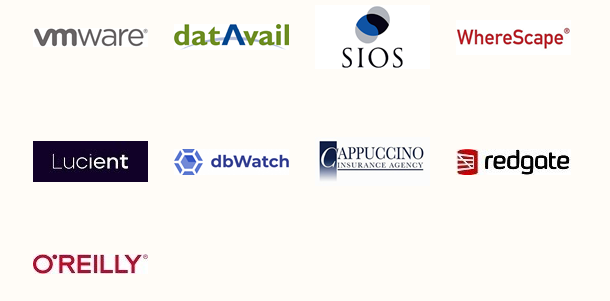 vmware®
datAvail
SIOS
WhereScape®
Lucient
dbWatch
CAPPUCCINO
INSURANCE AGENCY
redgate
O'REILLY®